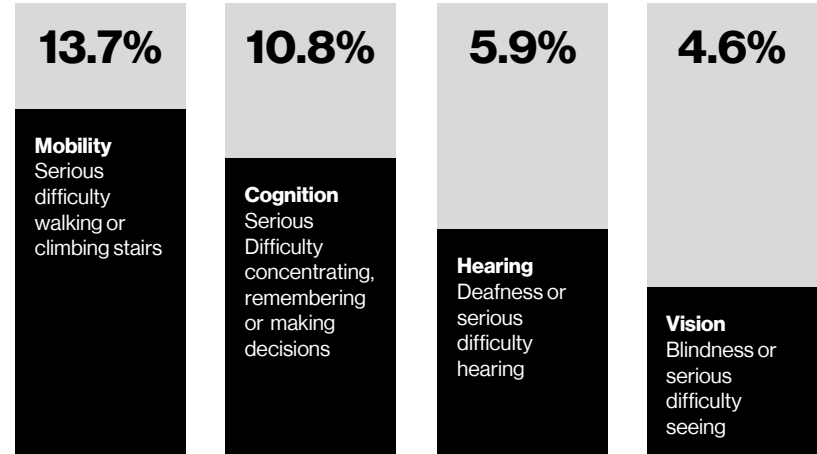 13.7%
Mobility
Serious
difficulty
walking or
climbing stairs
10.8%
Cognition
Serious
Difficulty
concentrating,
remembering
or making
decisions
5.9%
Hearing
Deafness or
serious
difficulty
hearing
4.6%
Vision
Blindness or
serious
difficulty
seeing